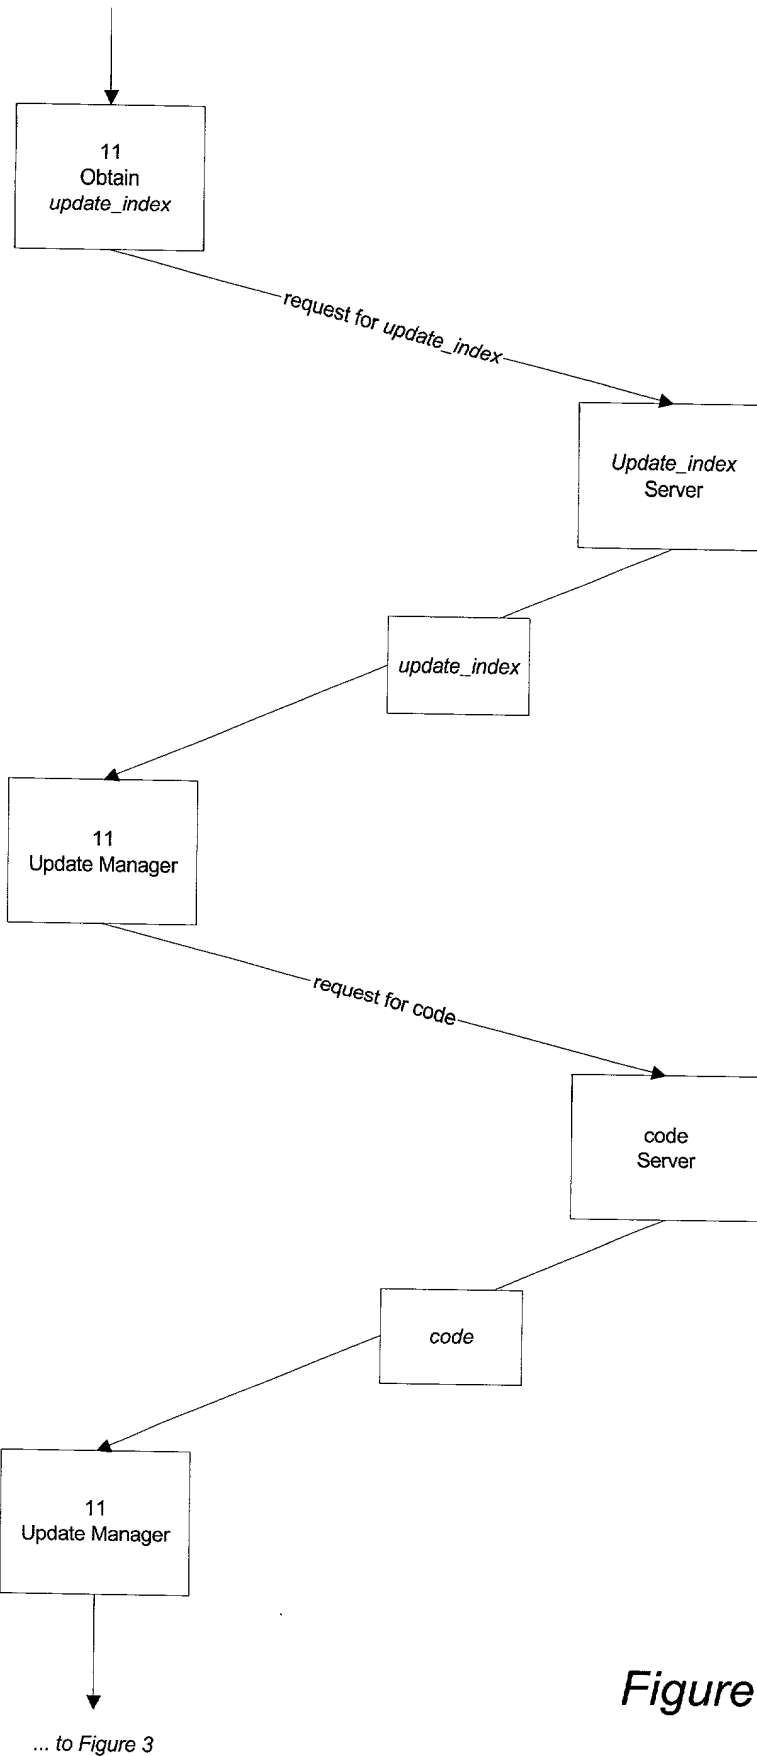 11
Obtain
update_index
request for update_index
Update_index
Server
update_index
11
Update Manager
request for code
code
Server
code
11
Update Manager
Figure
... to Figure 3